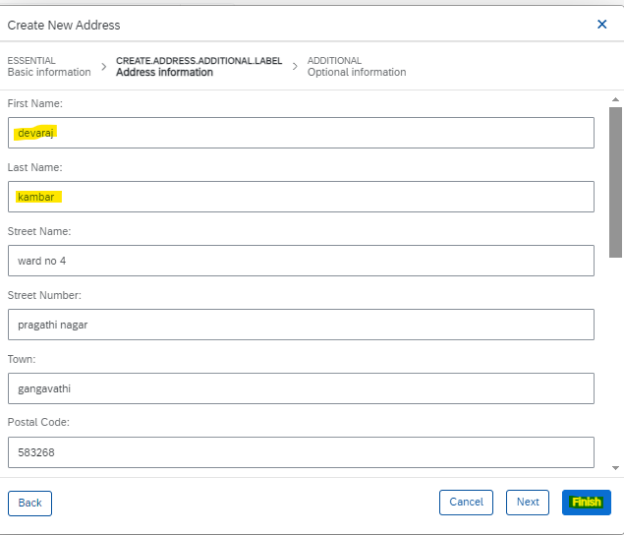 Create New Address
ESSENTIAL
Basic information
CREATE.ADDRESS.ADDITIONAL.LABEL
Address information
ADDITIONAL
Optional information
First Name:
devaraj
Last Name:
kambar
Street Name:
ward no 4
Street Number:
pragathi nagar
Town:
gangavathi
Postal Code:
583268
Back
Cancel
Next
Finish